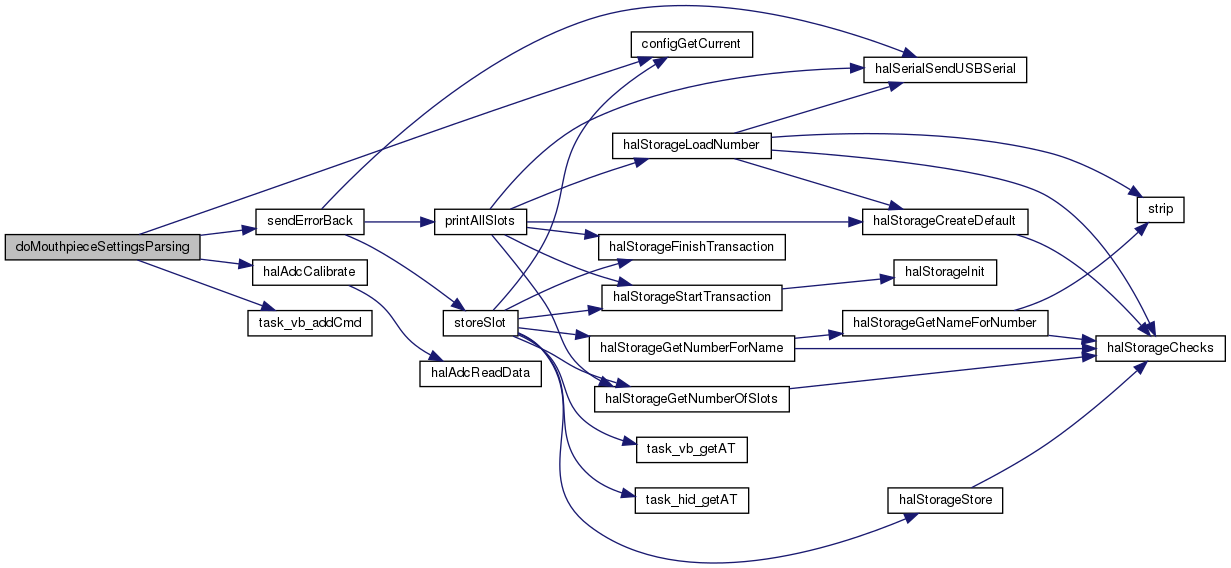 doMouthpieceSettingsParsing
sendErrorBack
halAdcCalibrate
task_vb_addCmd
printAllSlots
storeSlot
halAdcReadData
configGetCurrent
halStorageLoadNumber
halStorageFinishTransaction
halStorageStartTransaction
halStorageGetNumberForName
halStorageGetNumberOfSlots
task_vb_getAT
task_hid_getAT
halSerialSendUSBSerial
halStorageCreateDefault
halStorageInit
halStorageGetNameForNumber
halStorageStore
strip
halStorageChecks